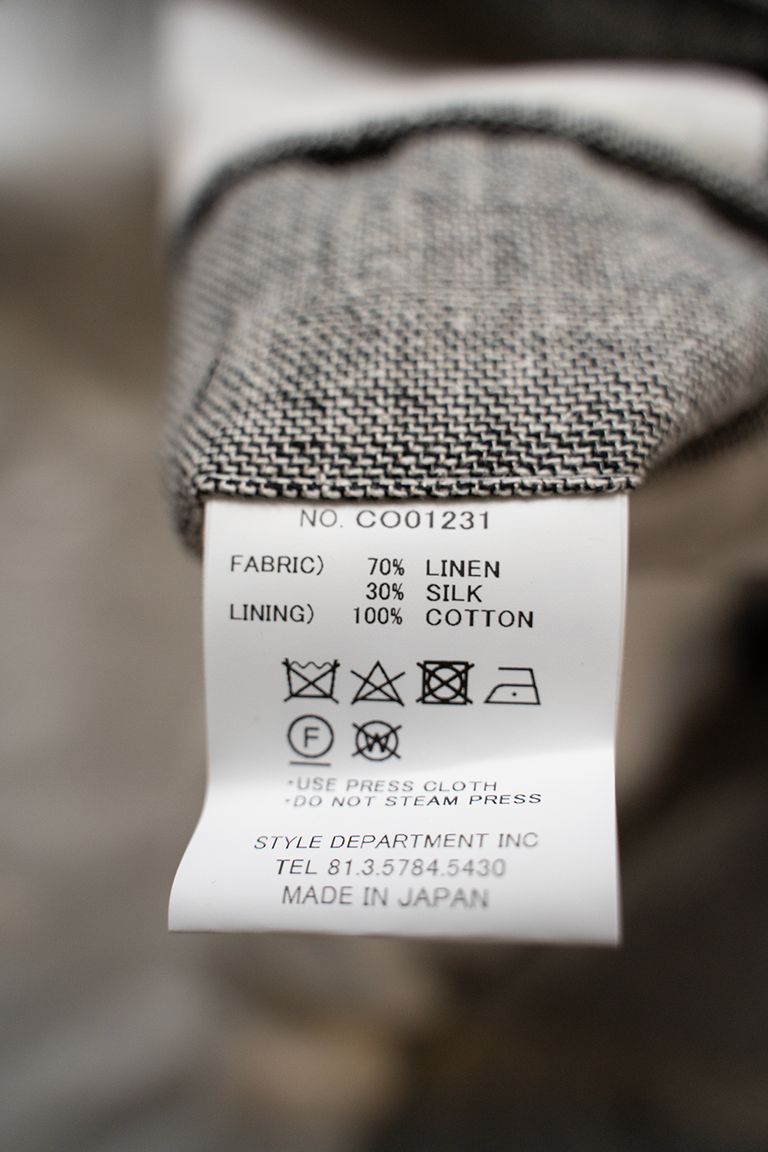 NO. CO01231
FABRIC) 70% LINEN
30% SILK
LINING) 100% COTTON
F
W
·USE PRESS CLOTH
·DO NOT STEAM PRESS
STYLE DEPARTMENT INC
TEL 81.3.5784.5430
MADE IN JAPAN